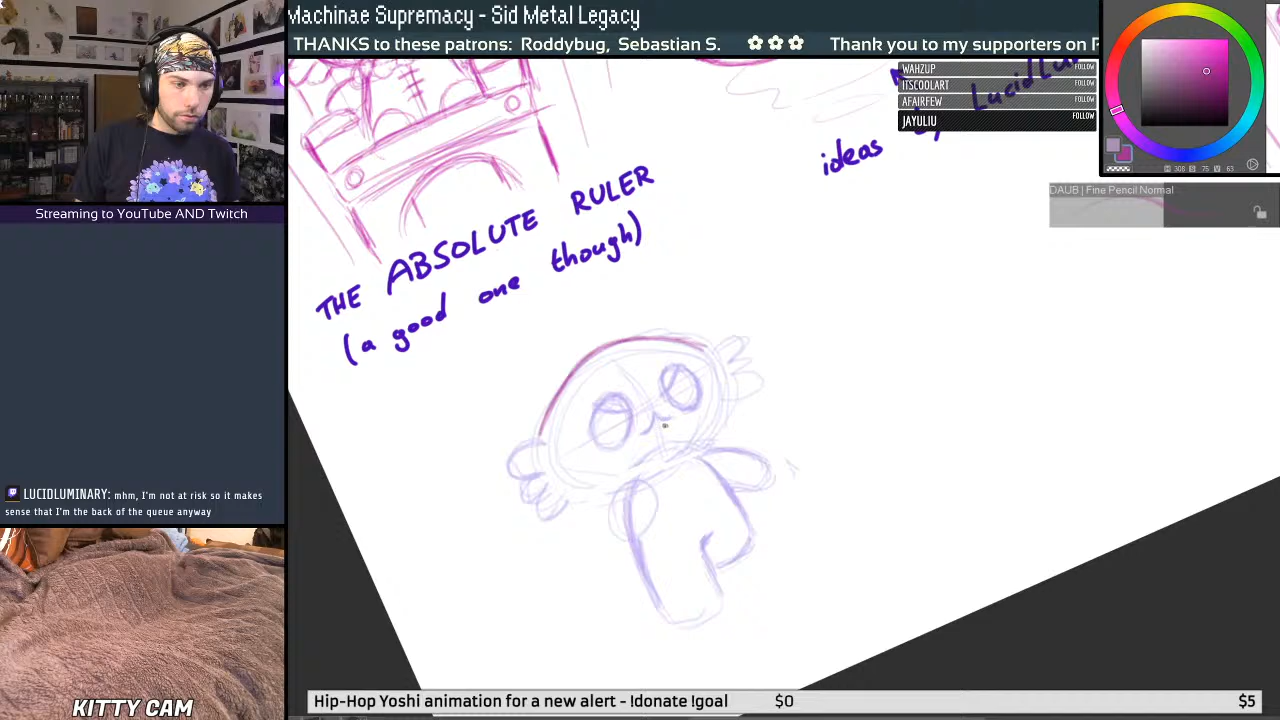 Machinae Supremacy - Sid Metal Legacy
THANKS to these patrons: Roddybug, Sebastian S. ✿ ✿ ✿ Thank you to my supporters on P
WAHZUP FOLLOW
ITSCOOLART FOLLOW
AFAIRFEW FOLLOW
JAYULIU FOLLOW
ideas
H 308 S 75 V 63
DAUB | Fine Pencil Normal
THE ABSOLUTE RULER
(a good one though)
Streaming to YouTube AND Twitch
LUCIDLUMINARY: mhm, I'm not at risk so it makes
sense that I'm the back of the queue anyway
KITTY CAM
Hip-Hop Yoshi animation for a new alert - !donate !goal $0 $5